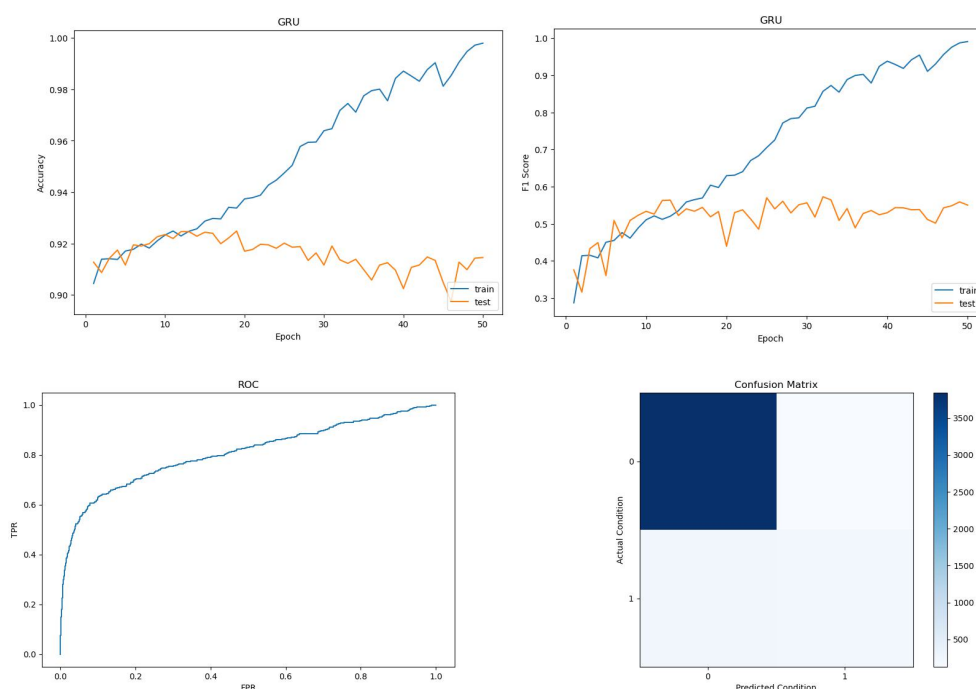 GRU
Accuracy
1.00
0.98
0.96
0.94
0.92
0.90
train
test
0 10 20 30 40 50
Epoch
GRU
F1 Score
1.0
0.9
0.8
0.7
0.6
0.5
0.4
0.3
train
test
0 10 20 30 40 50
Epoch
ROC
TPR
1.0
0.8
0.6
0.4
0.2
0.0
0.0 0.2 0.4 0.6 0.8 1.0
FPR
Confusion Matrix
Actual Condition
0
1
0 1
Predicted Condition
3500
3000
2500
2000
1500
1000
500